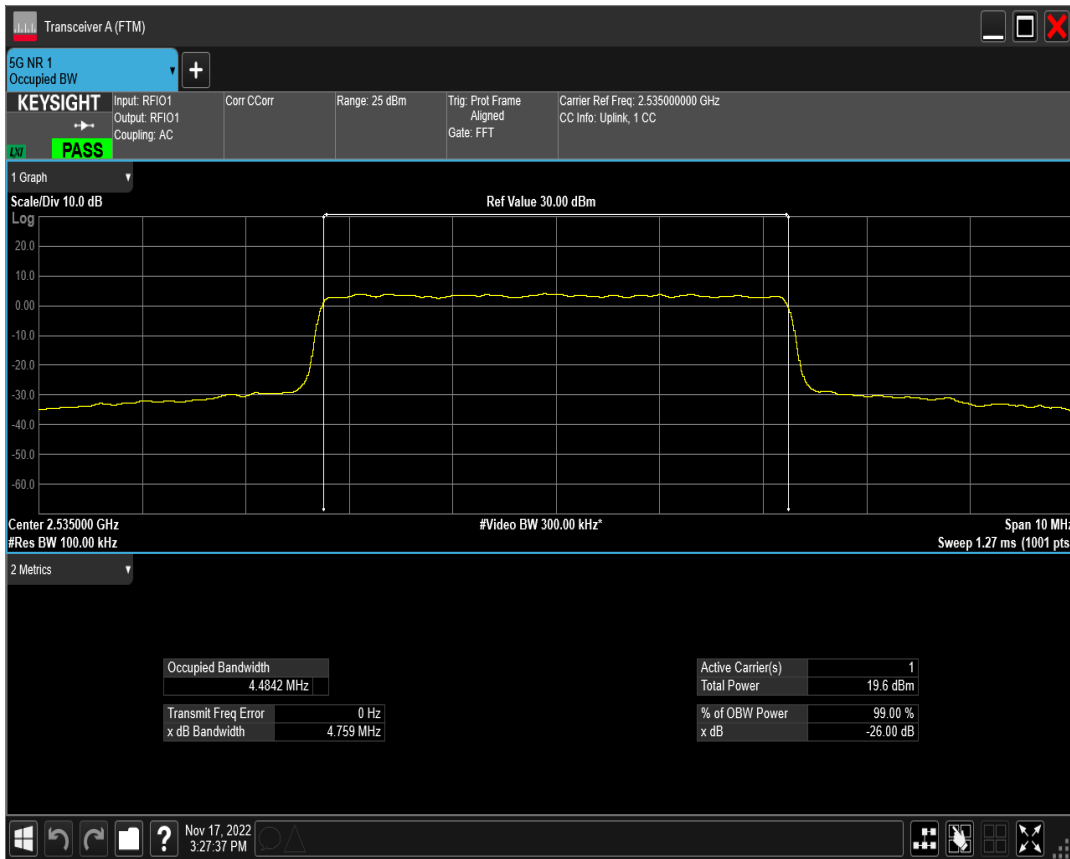 Transceiver A (FTM)
5G NR 1
Occupied BW
+
KEYSIGHT
LXI
PASS
Input: RFIO1
Output: RFIO1
Coupling: AC
Corr CCorr
Range: 25 dBm
Trig: Prot Frame
Aligned
Gate: FFT
Carrier Ref Freq: 2.535000000 GHz
CC Info: Uplink, 1 CC
1 Graph
Scale/Div 10.0 dB
Ref Value 30.00 dBm
Log
20.0
10.0
0.00
-10.0
-20.0
-30.0
-40.0
-50.0
-60.0
Center 2.535000 GHz
#Video BW 300.00 kHz*
Span 10 MHz
#Res BW 100.00 kHz
Sweep 1.27 ms (1001 pts
2 Metrics
Occupied Bandwidth
4.4842 MHz
Transmit Freq Error 0 Hz
x dB Bandwidth 4.759 MHz
Active Carrier(s) 1
Total Power 19.6 dBm
% of OBW Power 99.00 %
x dB -26.00 dB
?
Nov 17, 2022
3:27:37 PM